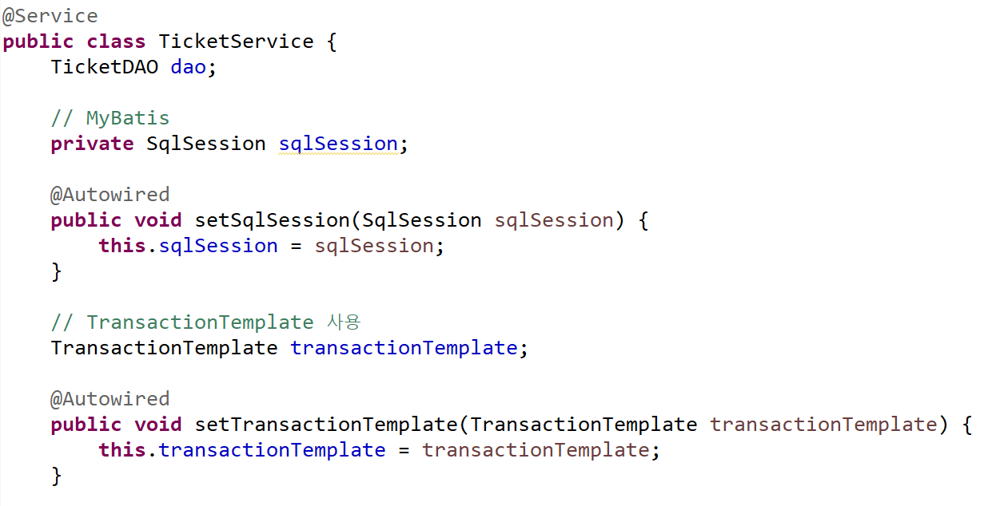 @Service
public class TicketService {
    TicketDAO dao;

    // MyBatis
    private SqlSession sqlSession;

    @Autowired
    public void setSqlSession(SqlSession sqlSession) {
        this.sqlSession = sqlSession;
    }

    // TransactionTemplate 사용
    TransactionTemplate transactionTemplate;

    @Autowired
    public void setTransactionTemplate(TransactionTemplate transactionTemplate) {
        this.transactionTemplate = transactionTemplate;
    }